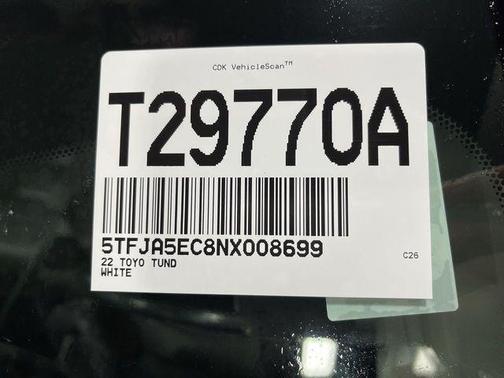 CDK VehicleScan™
T29770A
5TFJA5EC8NX008699
22 TOYO TUND
WHITE
C26